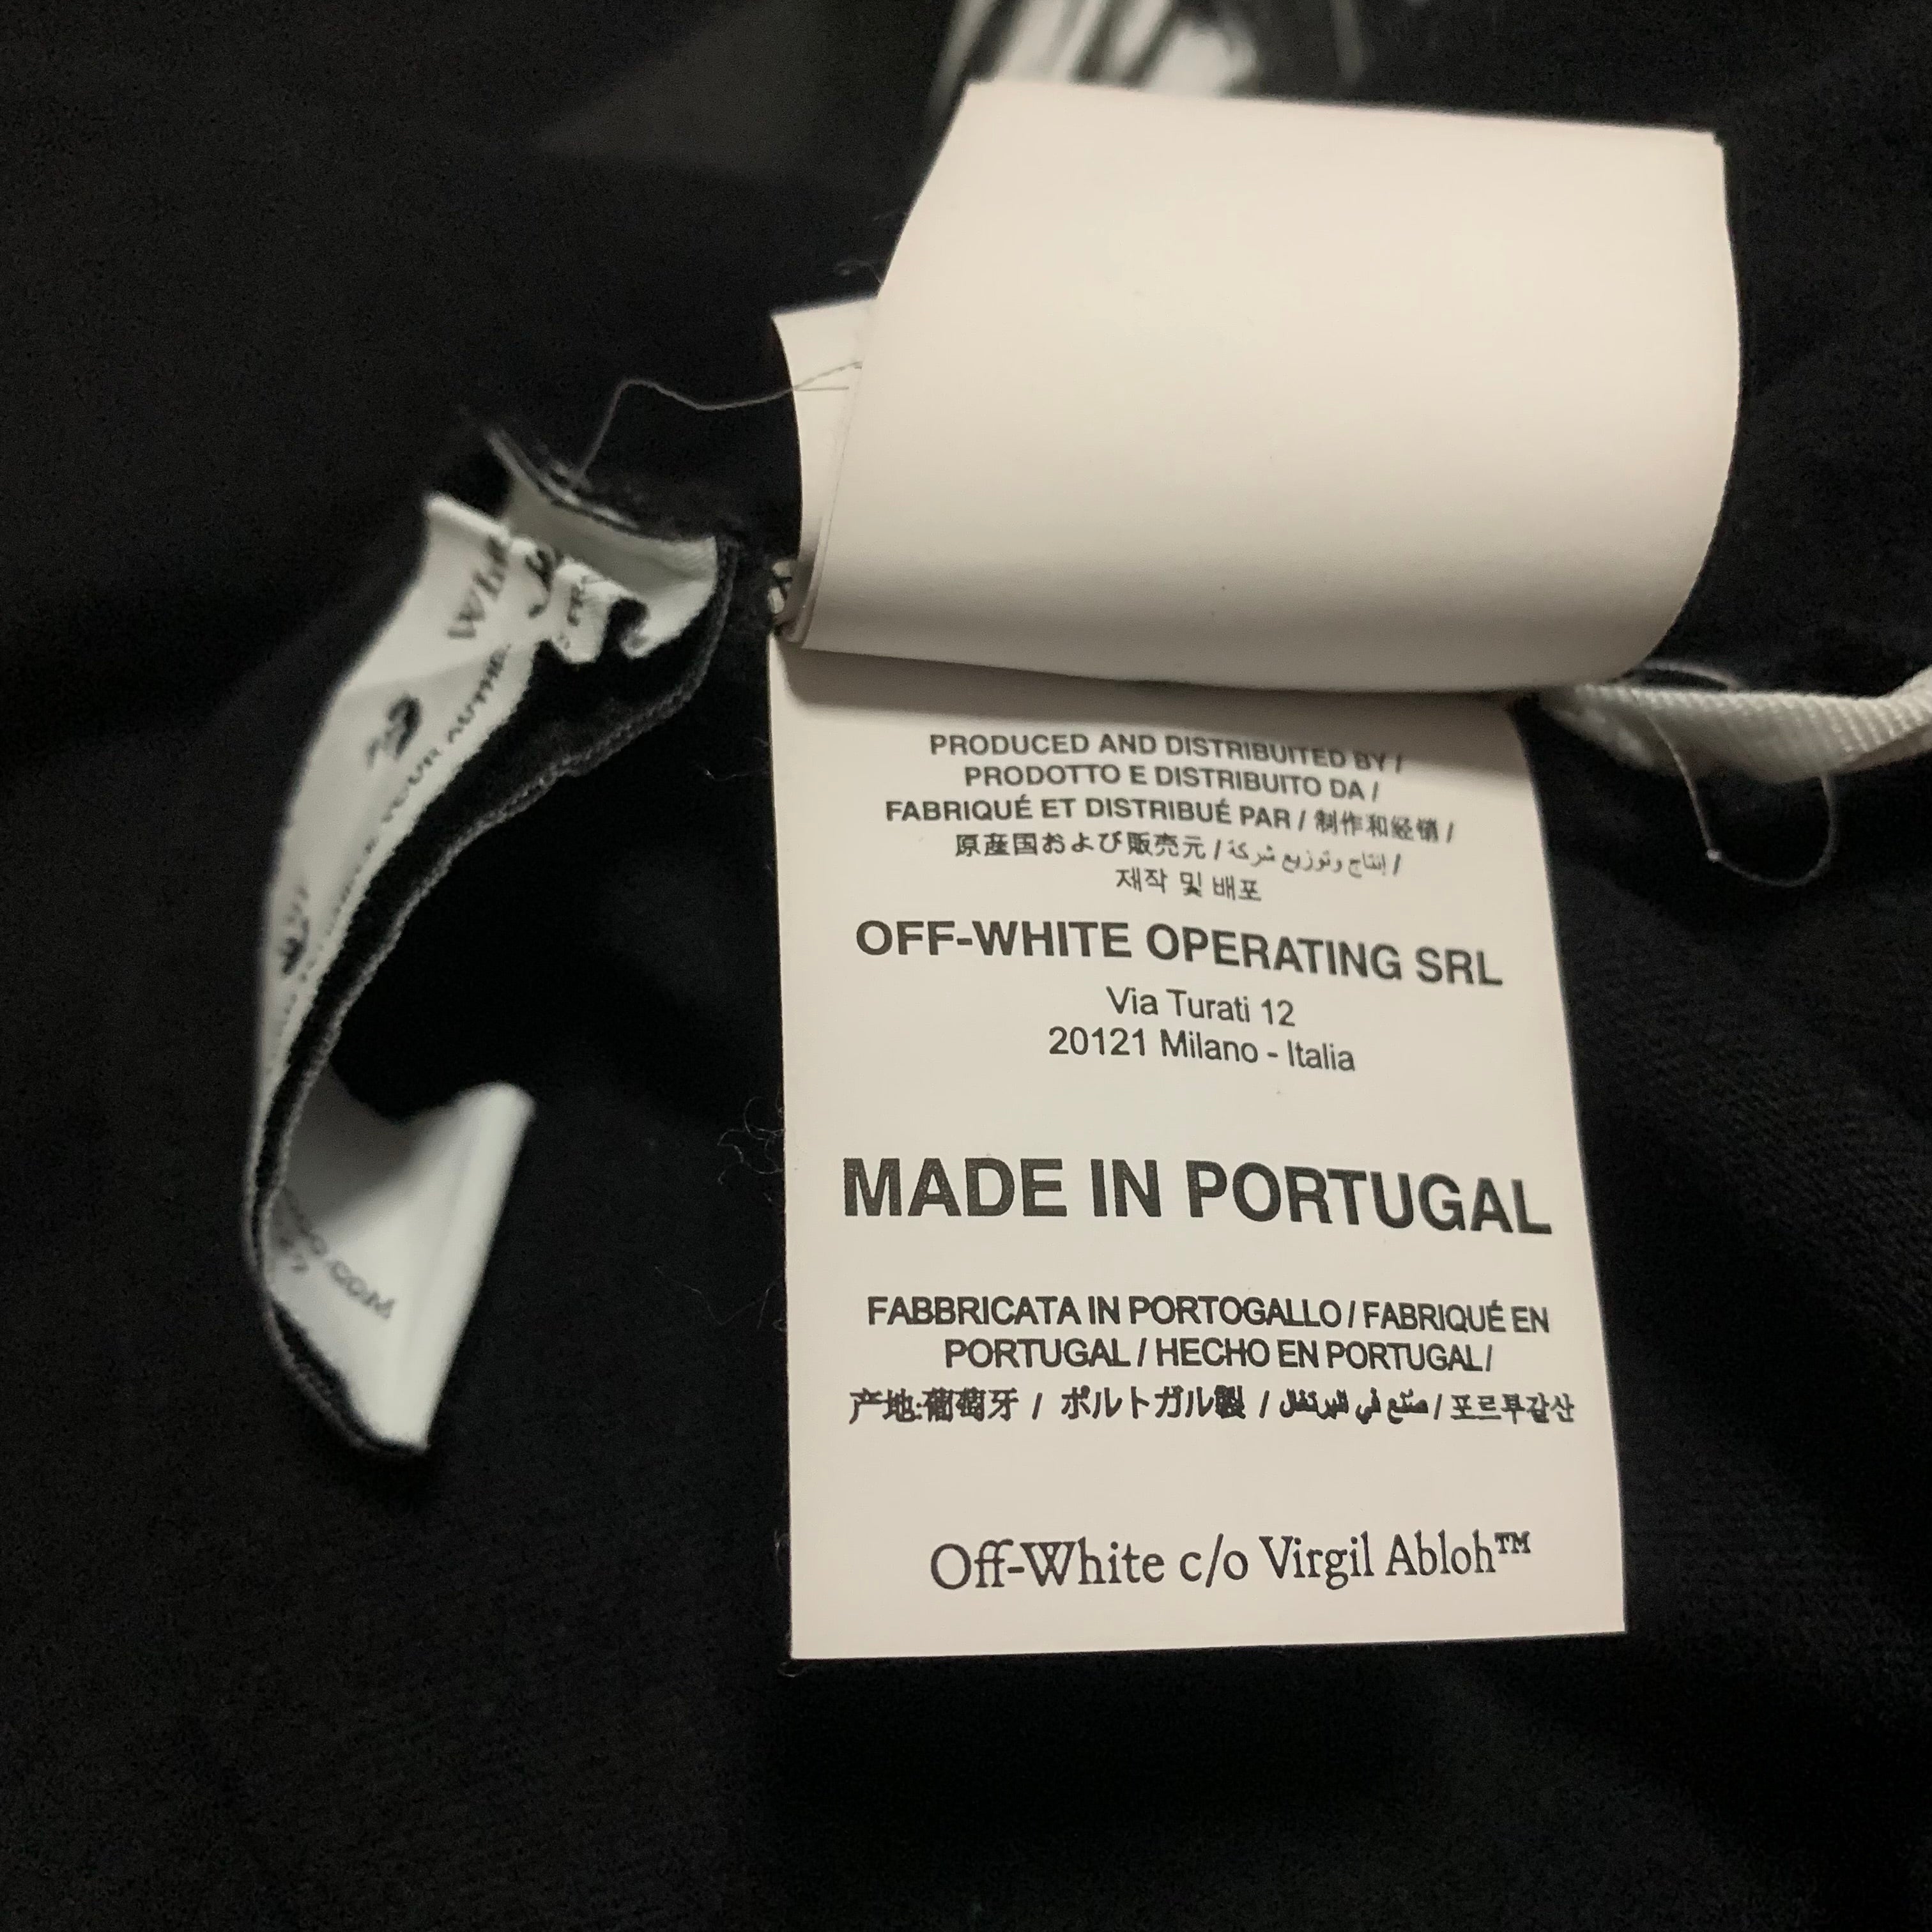 PRODUCED AND DISTRIBUITED BY /
PRODOTTO E DISTRIBUITO DA /
FABRIQUÉ ET DISTRIBUÉ PAR / 制作和经销 /
原産国および販売元 / إنتاج وتوزيع شركة /
재작 및 배포
OFF-WHITE OPERATING SRL
Via Turati 12
20121 Milano - Italia
MADE IN PORTUGAL
FABBRICATA IN PORTOGALLO / FABRIQUÉ EN
PORTUGAL / HECHO EN PORTUGAL /
产地:葡萄牙 / ポルトガル製 / صنع في البرتغال / 포르투갈산
Off-White c/o Virgil Abloh™